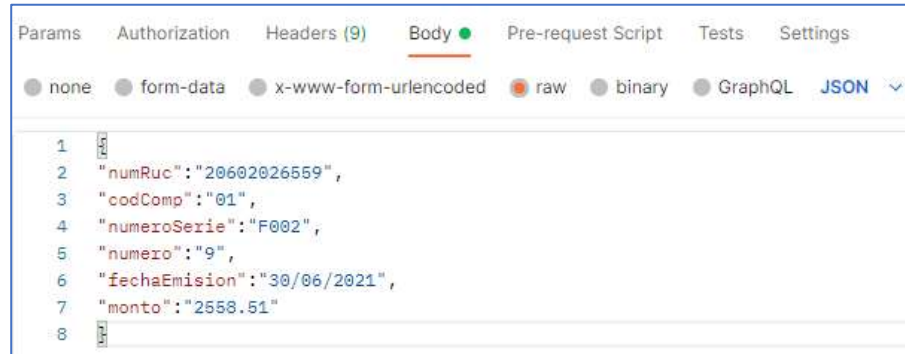 Params Authorization Headers (9) Body Pre-request Script Tests Settings
none form-data x-www-form-urlencoded raw binary GraphQL JSON
1 {
2 "numRuc":"20602026559",
3 "codComp":"01",
4 "numeroSerie":"F002",
5 "numero":"9",
6 "fechaEmision":"30/06/2021",
7 "monto":"2558.51"
8 }